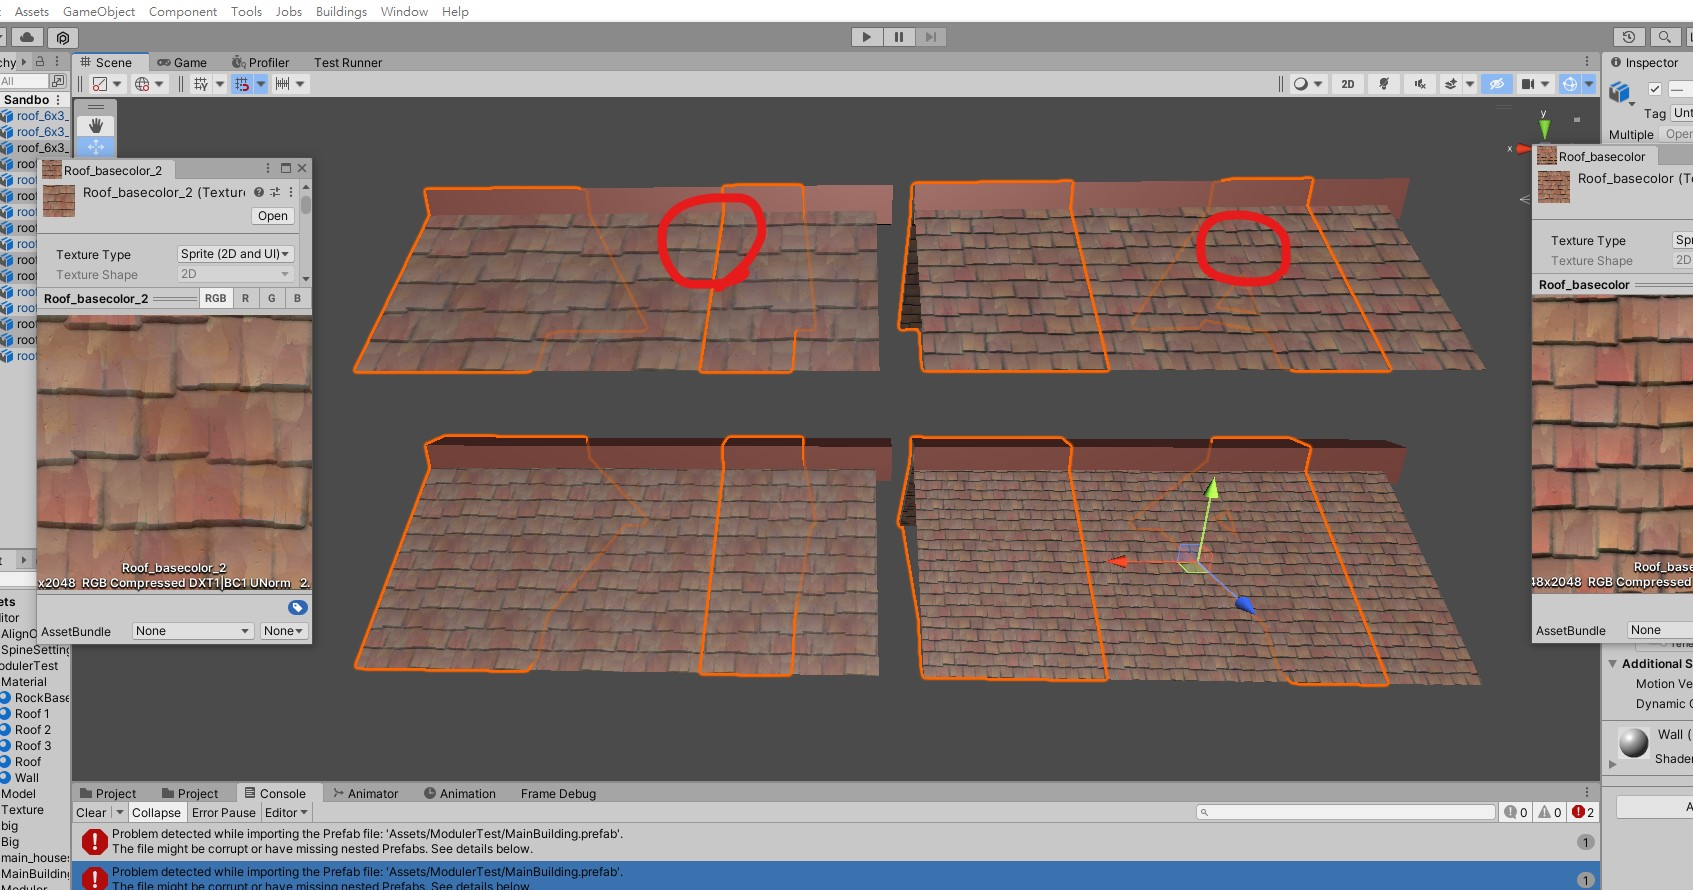 Assets GameObject Component Tools Jobs Buildings Window Help
Scene Game Profiler Test Runner
2D
All
Sandbo
roof_6x3_
roof_6x3_
roof_6x3_
roof
roof
roof
roof
roof
roof
roof
roof
roof
roof
roof
roof
roof
Roof_basecolor_2
Roof_basecolor_2 (Texture
Open
Texture Type Sprite (2D and UI)
Texture Shape 2D
Roof_basecolor_2 RGB R G B
Roof_basecolor_2
x2048 RGB Compressed DXT1|BC1 UNorm 2.
AssetBundle None None
y
x
Inspector
Tag Unt
Multiple Open
Roof_basecolor
Roof_basecolor (T
Texture Type Spr
Texture Shape 2D
Roof_basecolor
Roof_base
48x2048 RGB Compressed
AssetBundle None
Additional S
Motion Ve
Dynamic
Wall (
Shader
A
ets
itor
AlignO
SpineSetting
odulerTest
Material
RockBase
Roof 1
Roof 2
Roof 3
Roof
Wall
Model
Texture
big
Big
main_house
MainBuilding
Moduler
Project Project Console Animator Animation Frame Debug
Clear Collapse Error Pause Editor 0 0 2
Problem detected while importing the Prefab file: 'Assets/ModulerTest/MainBuilding.prefab'.
The file might be corrupt or have missing nested Prefabs. See details below.
1
Problem detected while importing the Prefab file: 'Assets/ModulerTest/MainBuilding.prefab'.
The file might be corrupt or have missing nested Prefabs. See details below.
1